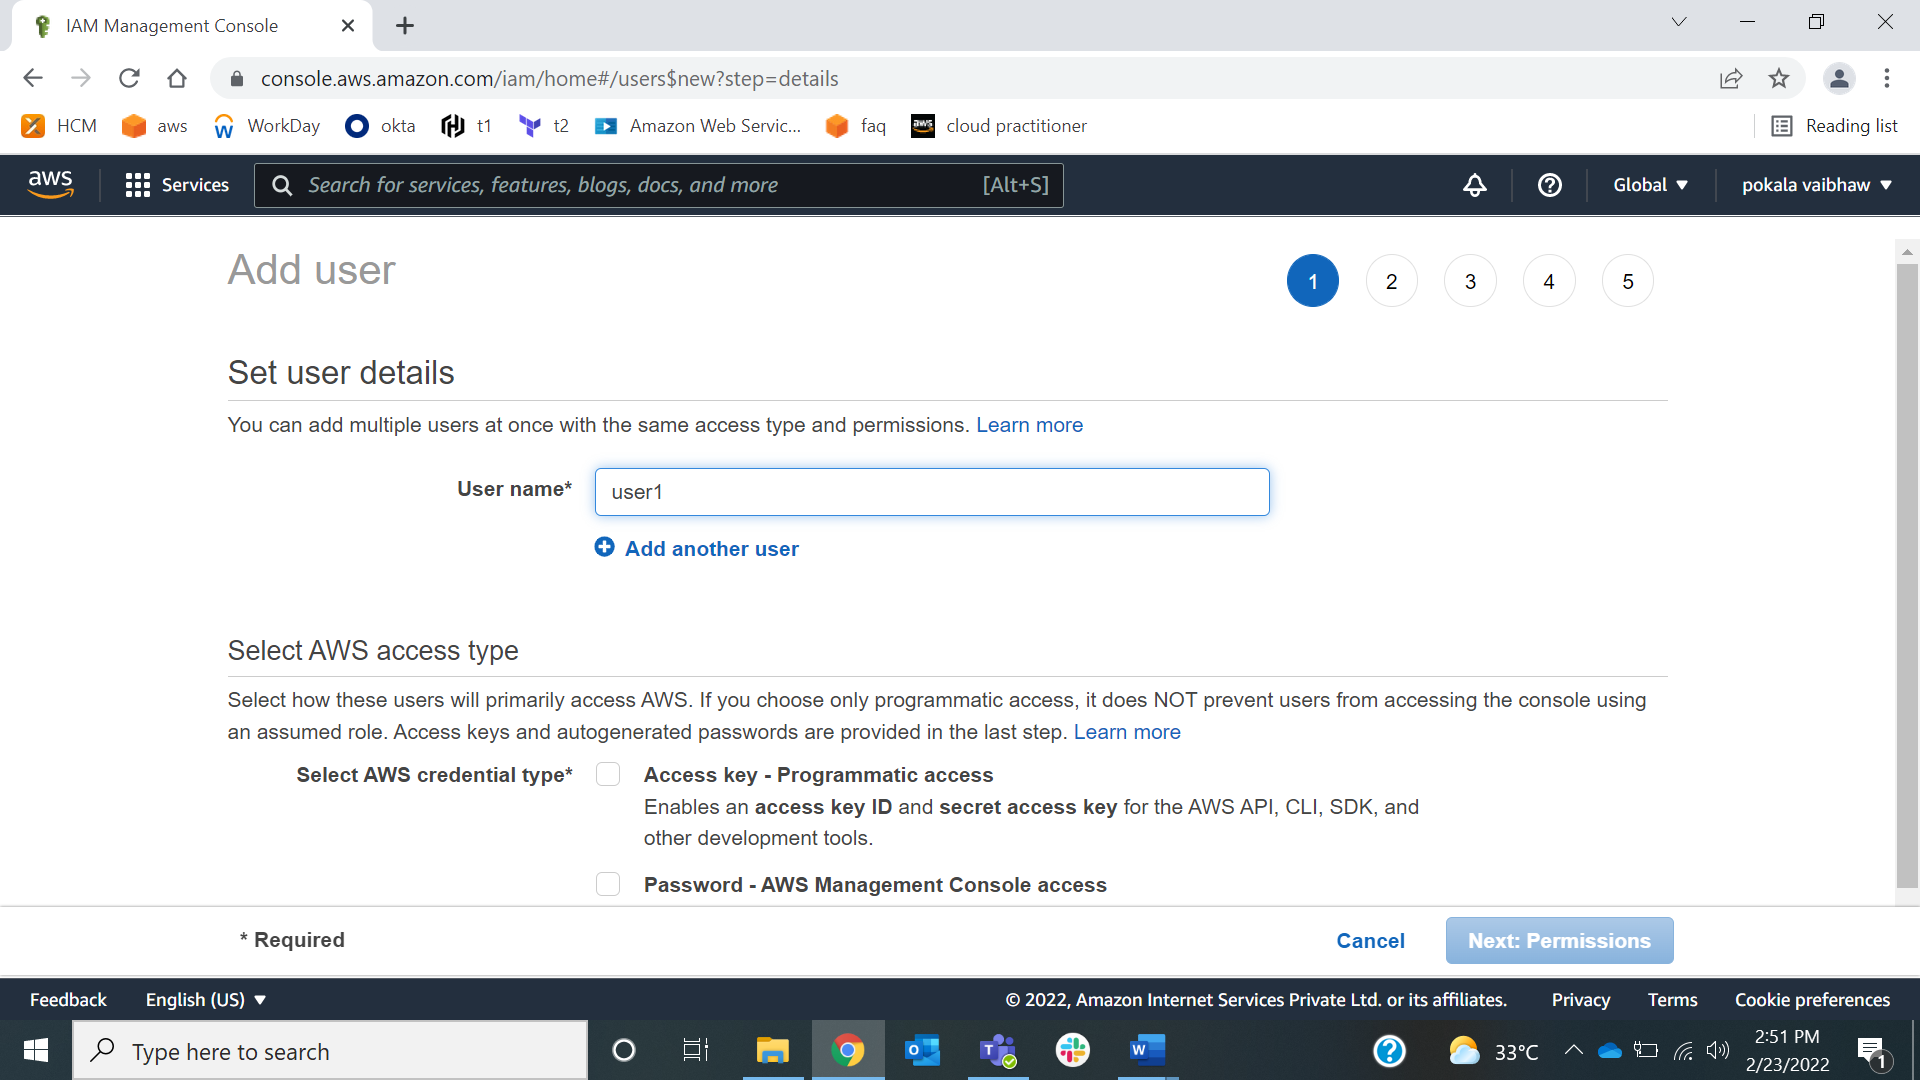 IAM Management Console
console.aws.amazon.com/iam/home#/users$new?step=details
HCM aws WorkDay okta t1 t2 Amazon Web Servic... faq aws cloud practitioner Reading list
aws Services Search for services, features, blogs, docs, and more [Alt+S] Global pokala vaibhaw
Add user 1 2 3 4 5
Set user details
You can add multiple users at once with the same access type and permissions. Learn more
User name* user1
Add another user
Select AWS access type
Select how these users will primarily access AWS. If you choose only programmatic access, it does NOT prevent users from accessing the console using
an assumed role. Access keys and autogenerated passwords are provided in the last step. Learn more
Select AWS credential type* Access key - Programmatic access
Enables an access key ID and secret access key for the AWS API, CLI, SDK, and
other development tools.
Password - AWS Management Console access
* Required Cancel Next: Permissions
Feedback English (US) © 2022, Amazon Internet Services Private Ltd. or its affiliates. Privacy Terms Cookie preferences
Type here to search 33°C 2:51 PM
2/23/2022 1